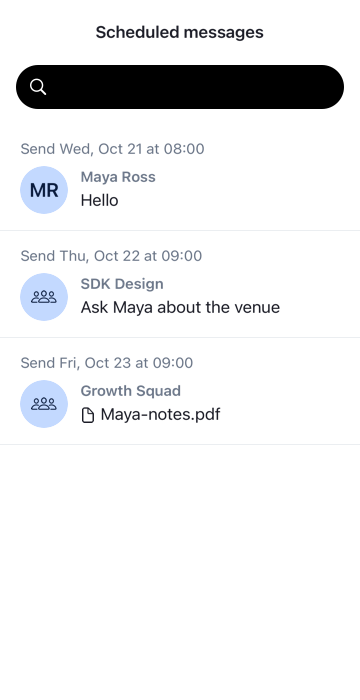 Scheduled messages
Send Wed, Oct 21 at 08:00
MR
Maya Ross
Hello
Send Thu, Oct 22 at 09:00
SDK Design
Ask Maya about the venue
Send Fri, Oct 23 at 09:00
Growth Squad
Maya-notes.pdf